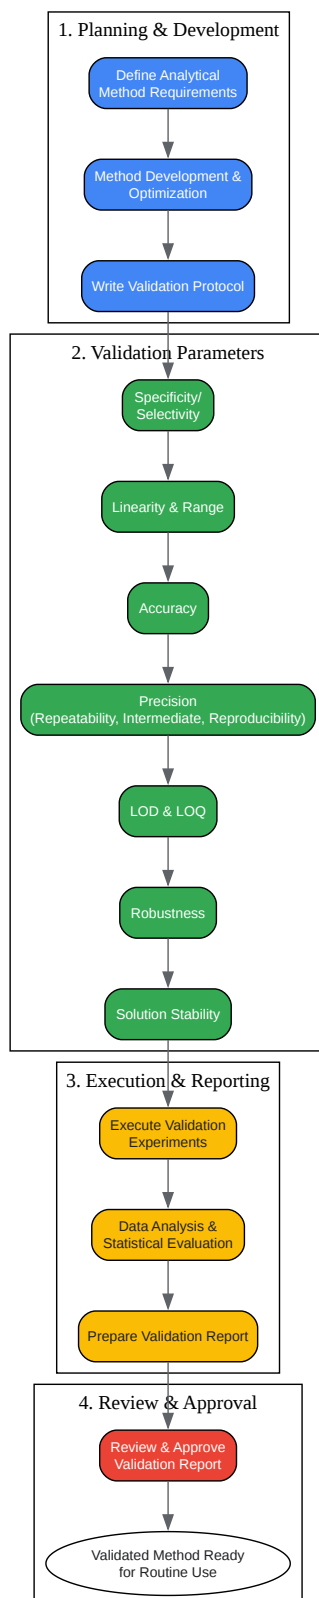 1. Planning & Development
Define Analytical
Method Requirements
Method Development &
Optimization
Write Validation Protocol
2. Validation Parameters
Specificity/
Selectivity
Linearity & Range
Accuracy
Precision
(Repeatability, Intermediate, Reproducibility)
LOD & LOQ
Robustness
Solution Stability
3. Execution & Reporting
Execute Validation
Experiments
Data Analysis &
Statistical Evaluation
Prepare Validation Report
4. Review & Approval
Review & Approve
Validation Report
Validated Method Ready
for Routine Use